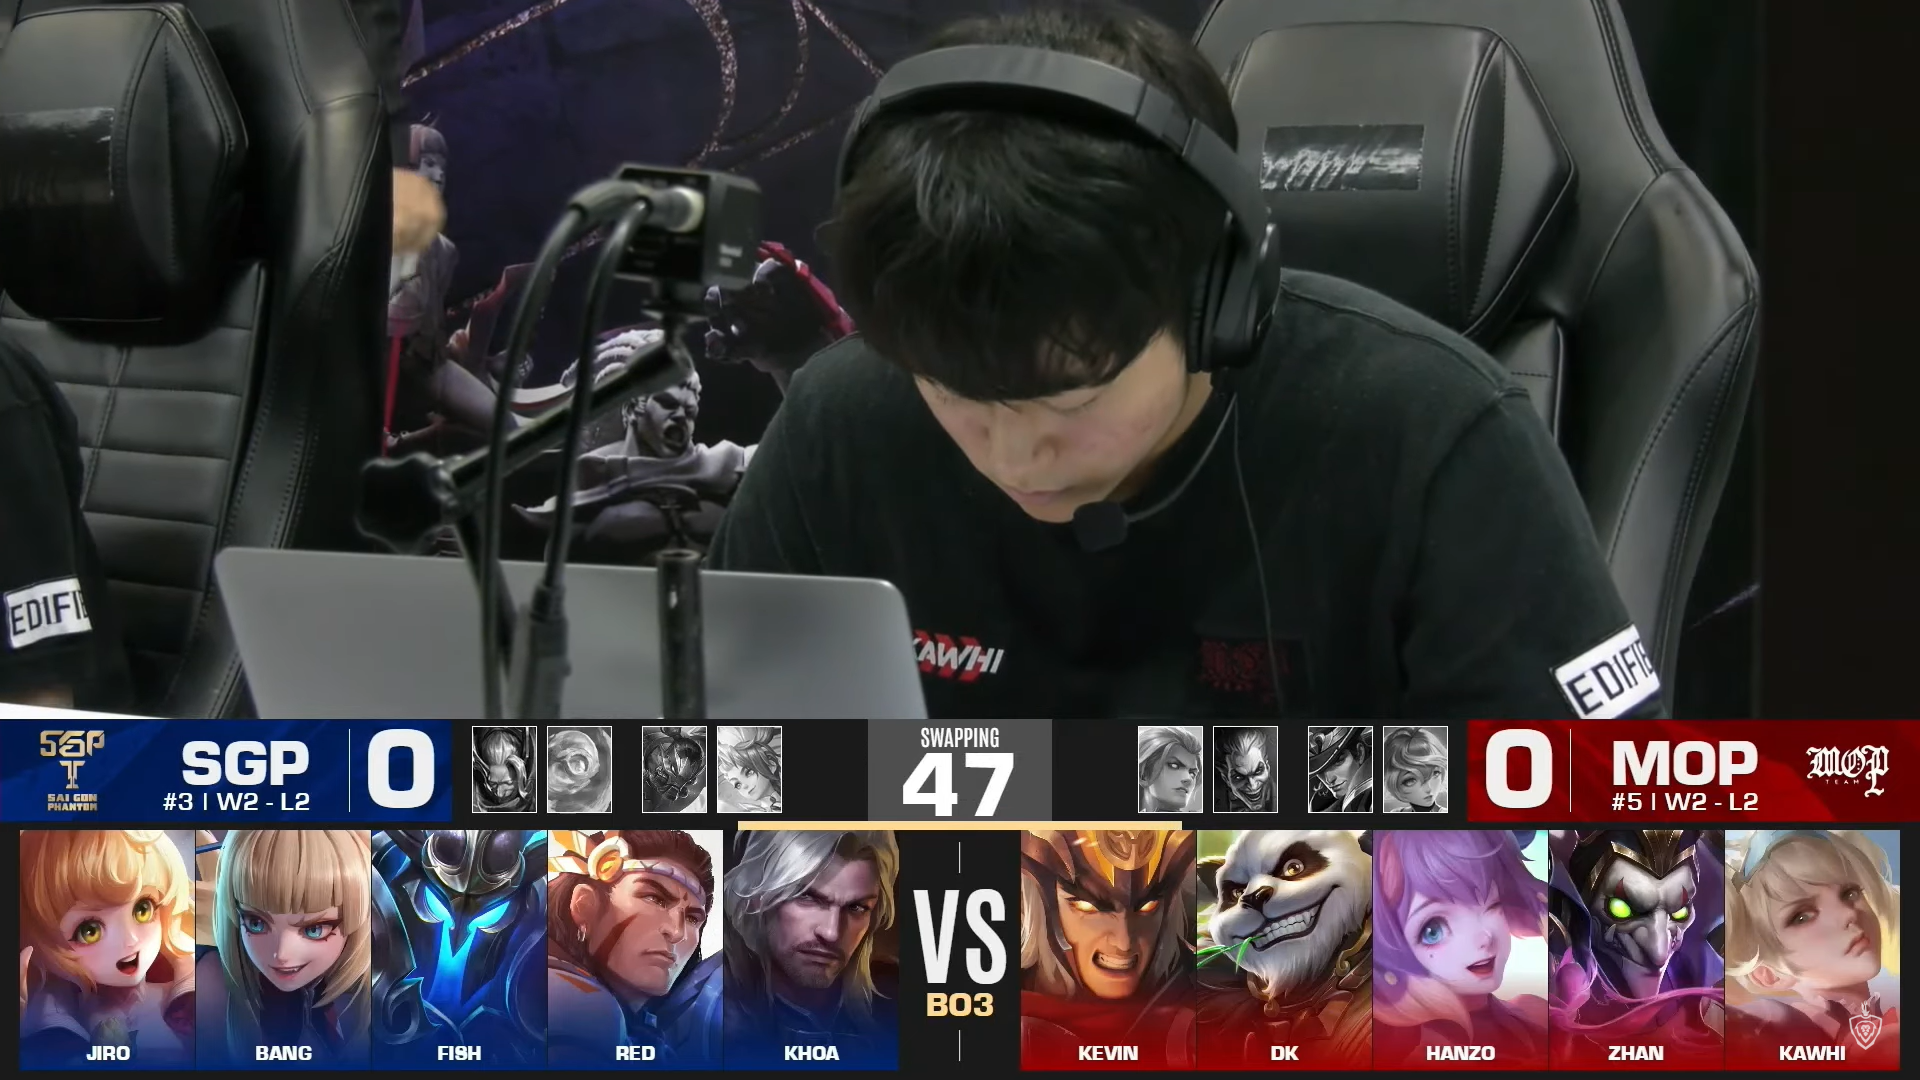 EDIFI
KAWHI
EDIFIE
SGP
SAI GON
PHANTOM
SGP
#3 | W2 - L2
0
SWAPPING
47
0
MOP
#5 | W2 - L2
MOP
TEAM
JIRO
BANG
FISH
RED
KHOA
VS
BO3
KEVIN
DK
HANZO
ZHAN
KAWHI